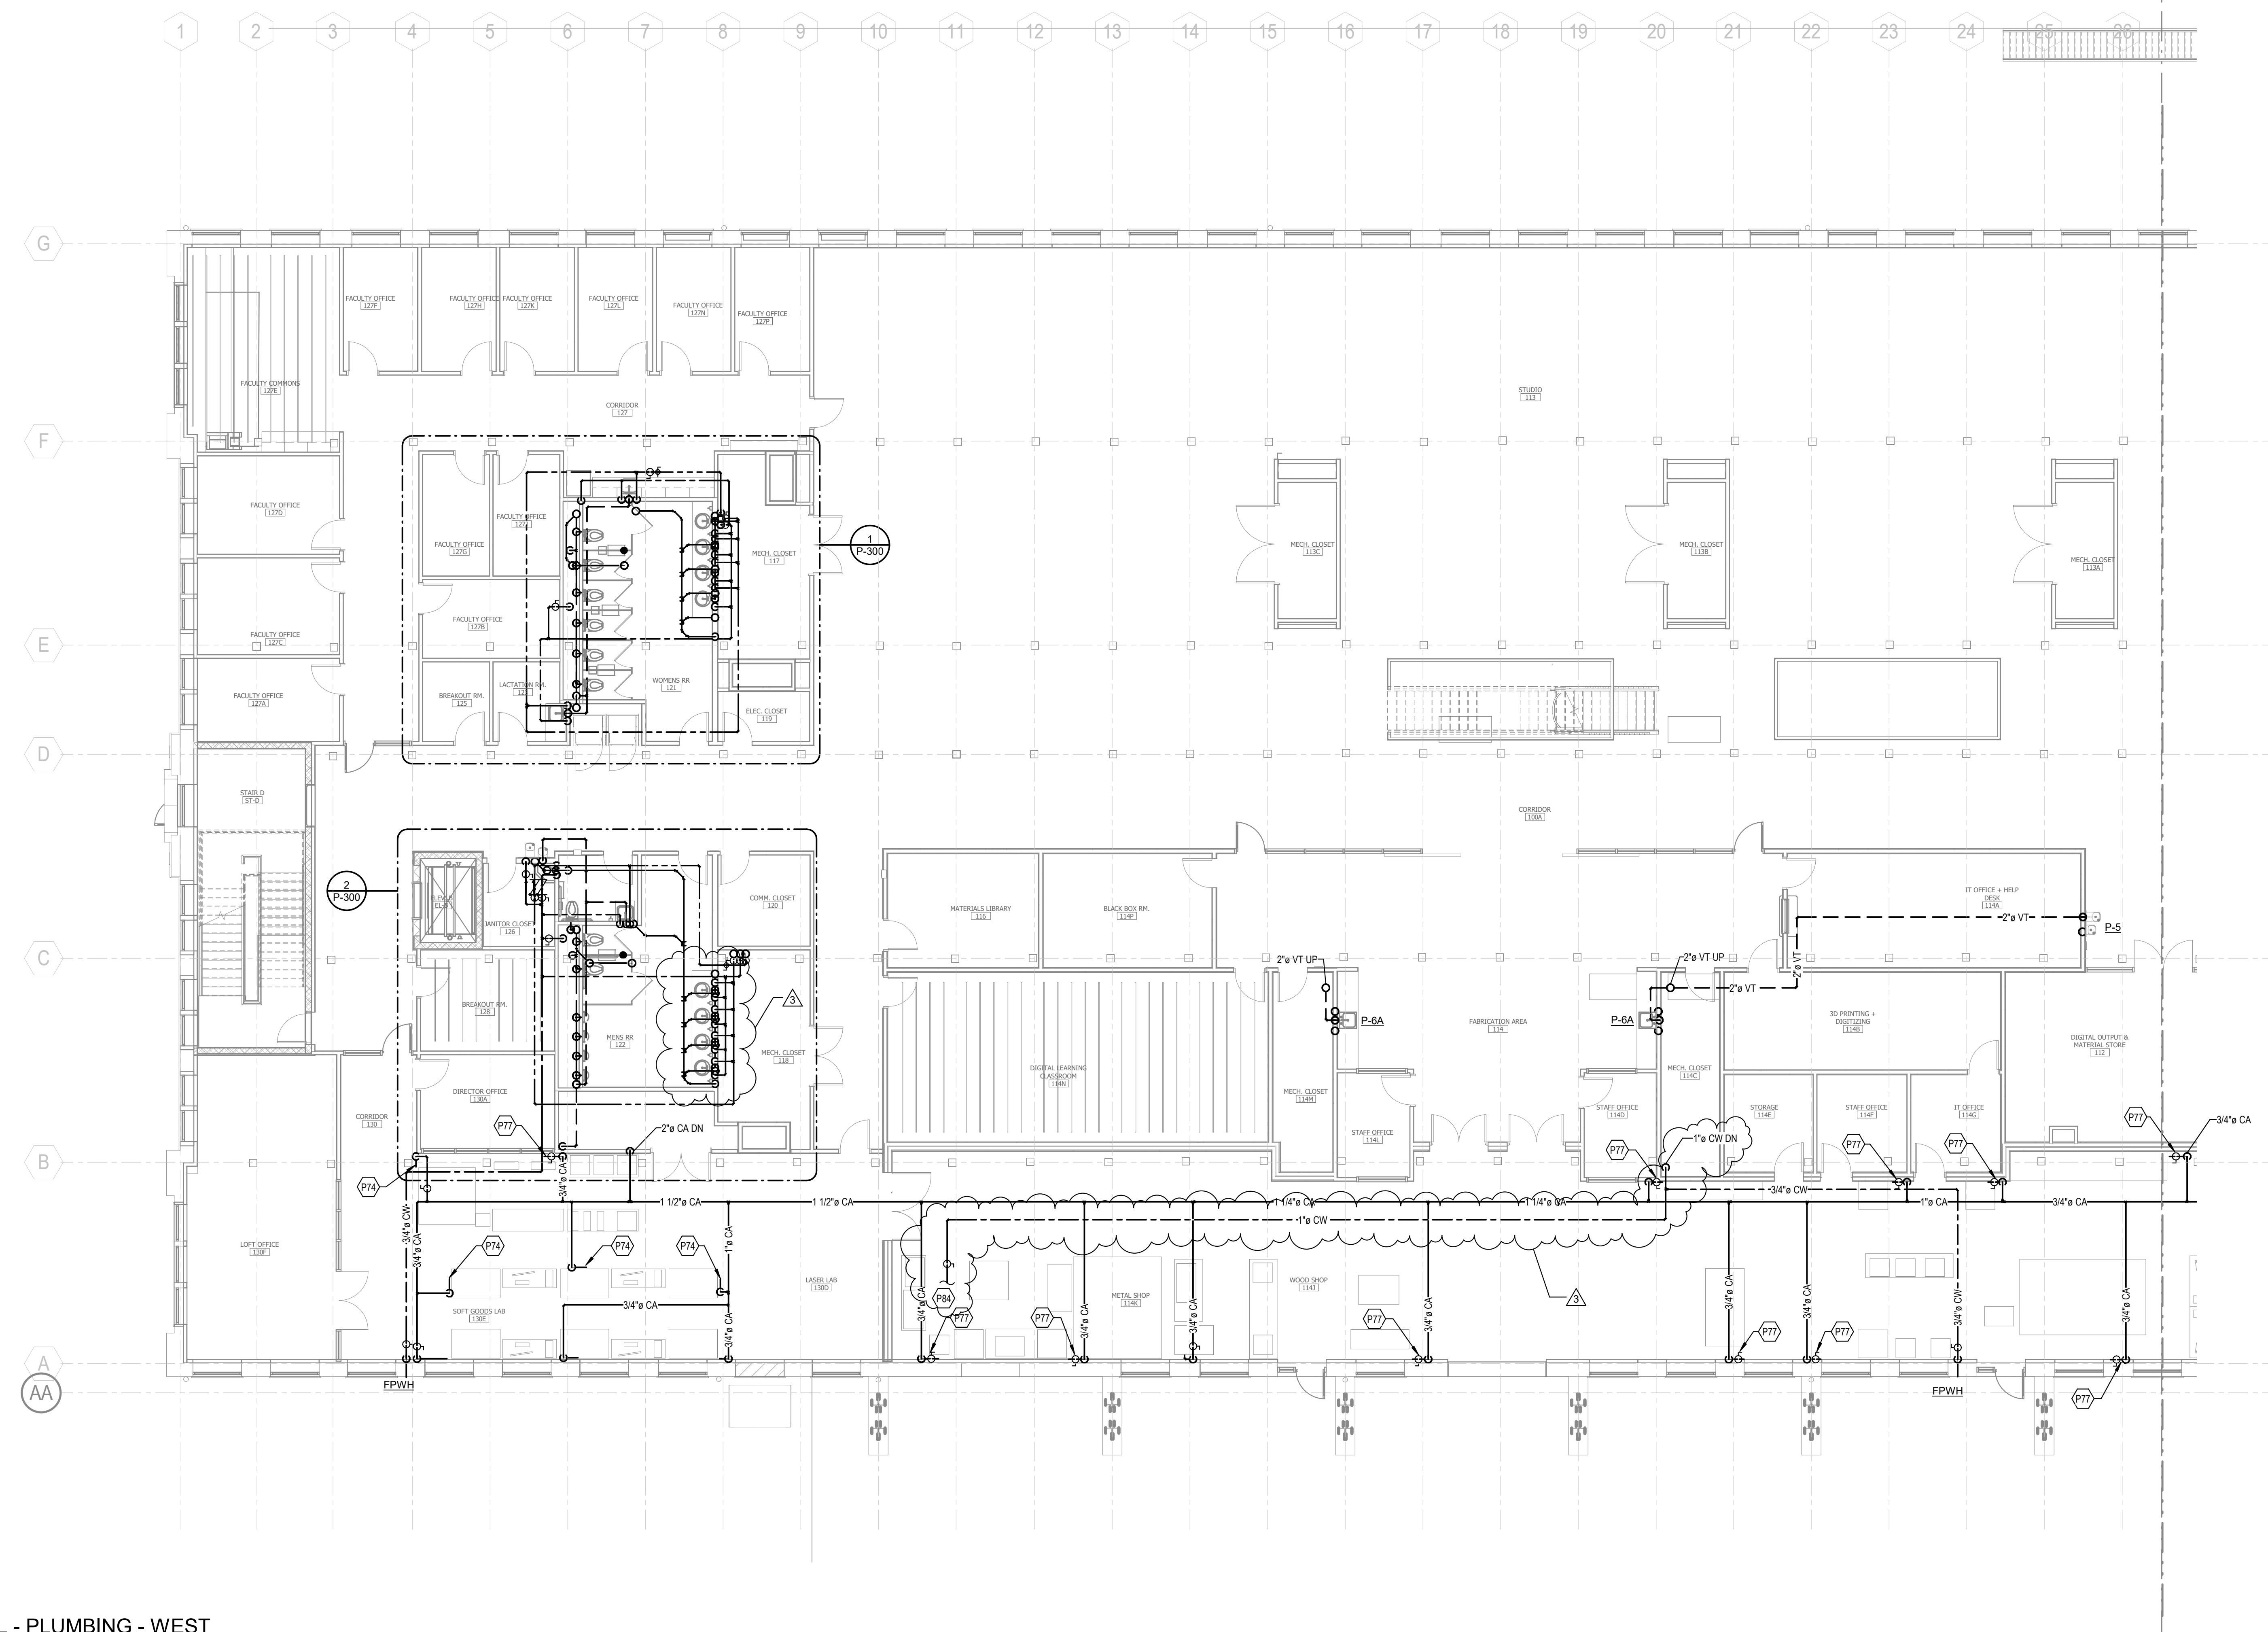 1 2 3 4 5 6 7 8 9 10 11 12 13 14 15 16 17 18 19 20 21 22 23 24 25 26
G
FACULTY OFFICE
127F
FACULTY OFFICE
127H
FACULTY OFFICE
127K
FACULTY OFFICE
127L
FACULTY OFFICE
127N
FACULTY OFFICE
127P
FACULTY COMMONS
127E
CORRIDOR
127
STUDIO
113
F
FACULTY OFFICE
127D
FACULTY OFFICE
127J
FACULTY OFFICE
127G
MECH. CLOSET
117
1
P-300
MECH. CLOSET
113C
MECH. CLOSET
113B
MECH. CLOSET
113A
FACULTY OFFICE
127B
FACULTY OFFICE
127C
E
FACULTY OFFICE
127A
BREAKOUT RM.
125
LACTATION RM.
WOMENS RR
121
ELEC. CLOSET
119
D
STAIR D
ST-D
CORRIDOR
100A
2
P-300
JANITOR CLOSET
126
COMM. CLOSET
120
MATERIALS LIBRARY
116
BLACK BOX RM.
114P
IT OFFICE + HELP
DESK
114A
2"ø VT
P-5
C
2"ø VT UP
2"ø VT UP
2"ø VT
2"ø VT
BREAKOUT RM.
128
3
P-6A
P-6A
FABRICATION AREA
114
3D PRINTING +
DIGITIZING
114B
MENS RR
122
MECH. CLOSET
118
DIGITAL OUTPUT &
MATERIAL STORE
112
DIGITAL LEARNING
CLASSROOM
114N
MECH. CLOSET
114M
MECH. CLOSET
114C
DIRECTOR OFFICE
130A
CORRIDOR
130
STAFF OFFICE
114D
STORAGE
114E
STAFF OFFICE
114F
IT OFFICE
114G
P77
2"ø CA DN
STAFF OFFICE
114L
1"ø CW DN
P77
P77
P77
P77
3/4"ø CA
B
P74
3/4"ø CA
3/4"ø CW
1 1/2"ø CA
1 1/2"ø CA
1 1/4"ø CA
1 1/4"ø CA
3/4"ø CW
1"ø CA
3/4"ø CA
1"ø CW
3/4"ø CW
3/4"ø CA
P74
P74
P74
1"ø CA
LOFT OFFICE
130F
LASER LAB
130D
WOOD SHOP
114J
METAL SHOP
114K
SOFT GOODS LAB
130E
3/4"ø CA
P84
3
3/4"ø CA
3/4"ø CA
3/4"ø CA
3/4"ø CA
3/4"ø CA
3/4"ø CA
3/4"ø CA
3/4"ø CW
3/4"ø CA
P77
P77
P77
P77
P77
A
AA
FPWH
FPWH
P77
- PLUMBING - WEST